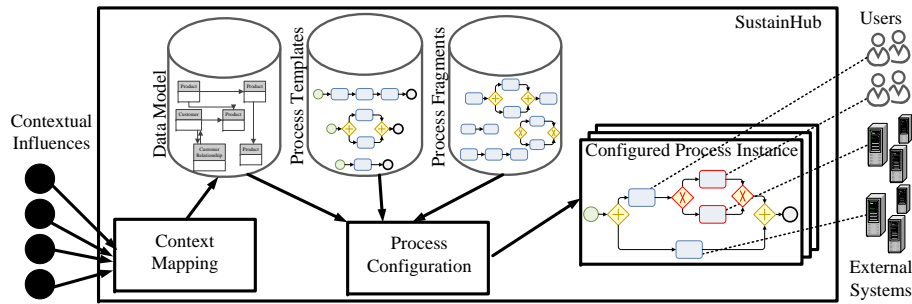 SustainHub
Users
Data Model
Process Templates
Process Fragments
Product
Product
Customer
Product
Customer
Relationship
Product
Contextual
Influences
Configured Process Instance
Context
Mapping
Process
Configuration
External
Systems